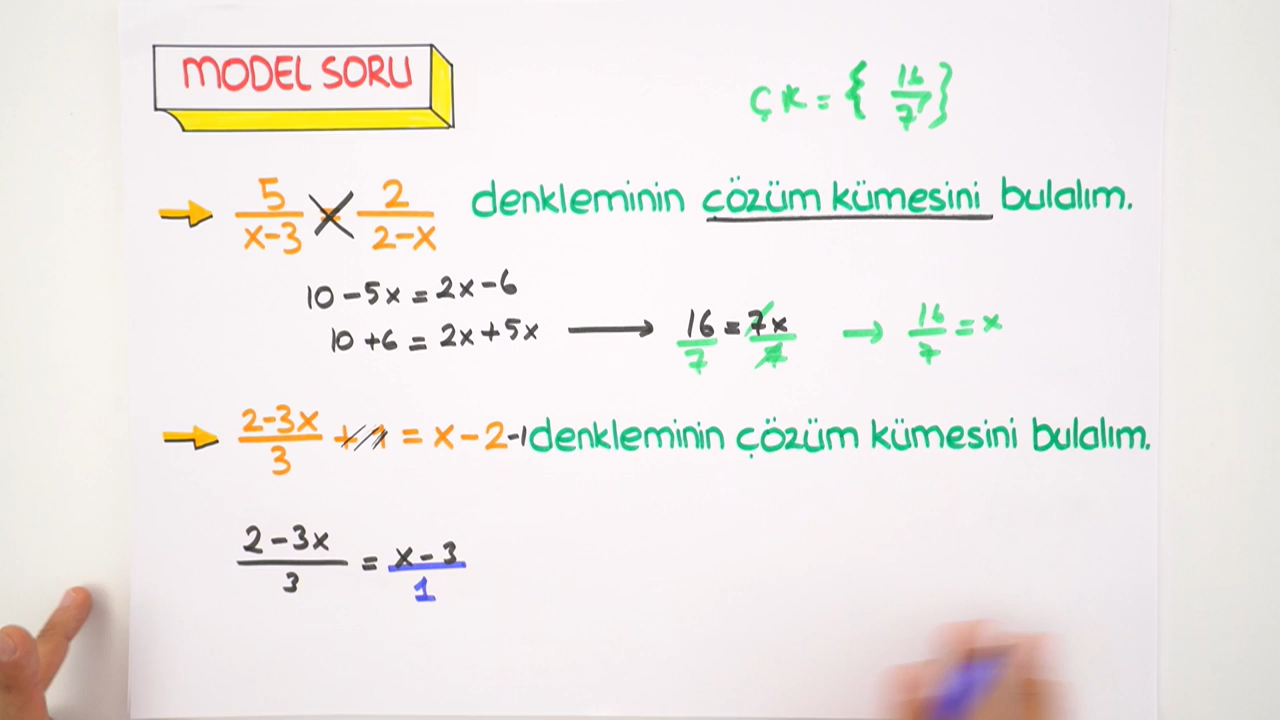 MODEL SORU
ÇK = { 16/7 }
5/(x-3) = 2/(2-x) denkleminin çözüm kümesini bulalım.
10 - 5x = 2x - 6
10 + 6 = 2x + 5x → 16/7 = 7x/7 → 16/7 = x
(2-3x)/3 + 1 = x - 2 -1 denkleminin çözüm kümesini bulalım.
(2-3x)/3 = (x-3)/1